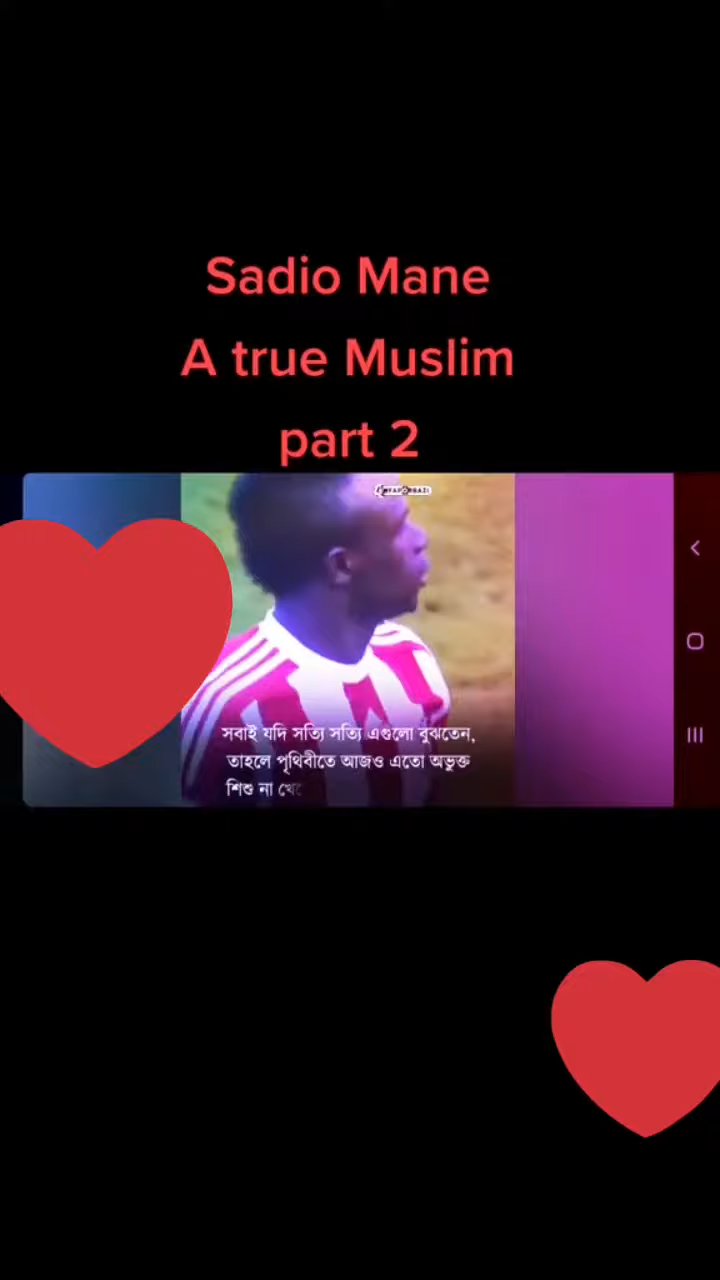 Sadio Mane
A true Muslim
part 2
সবাই যদি সত্যি সত্যি এগুলো বুঝতেন,
তাহলে পৃথিবীতে আজও এতো অভুক্ত
শিশু না